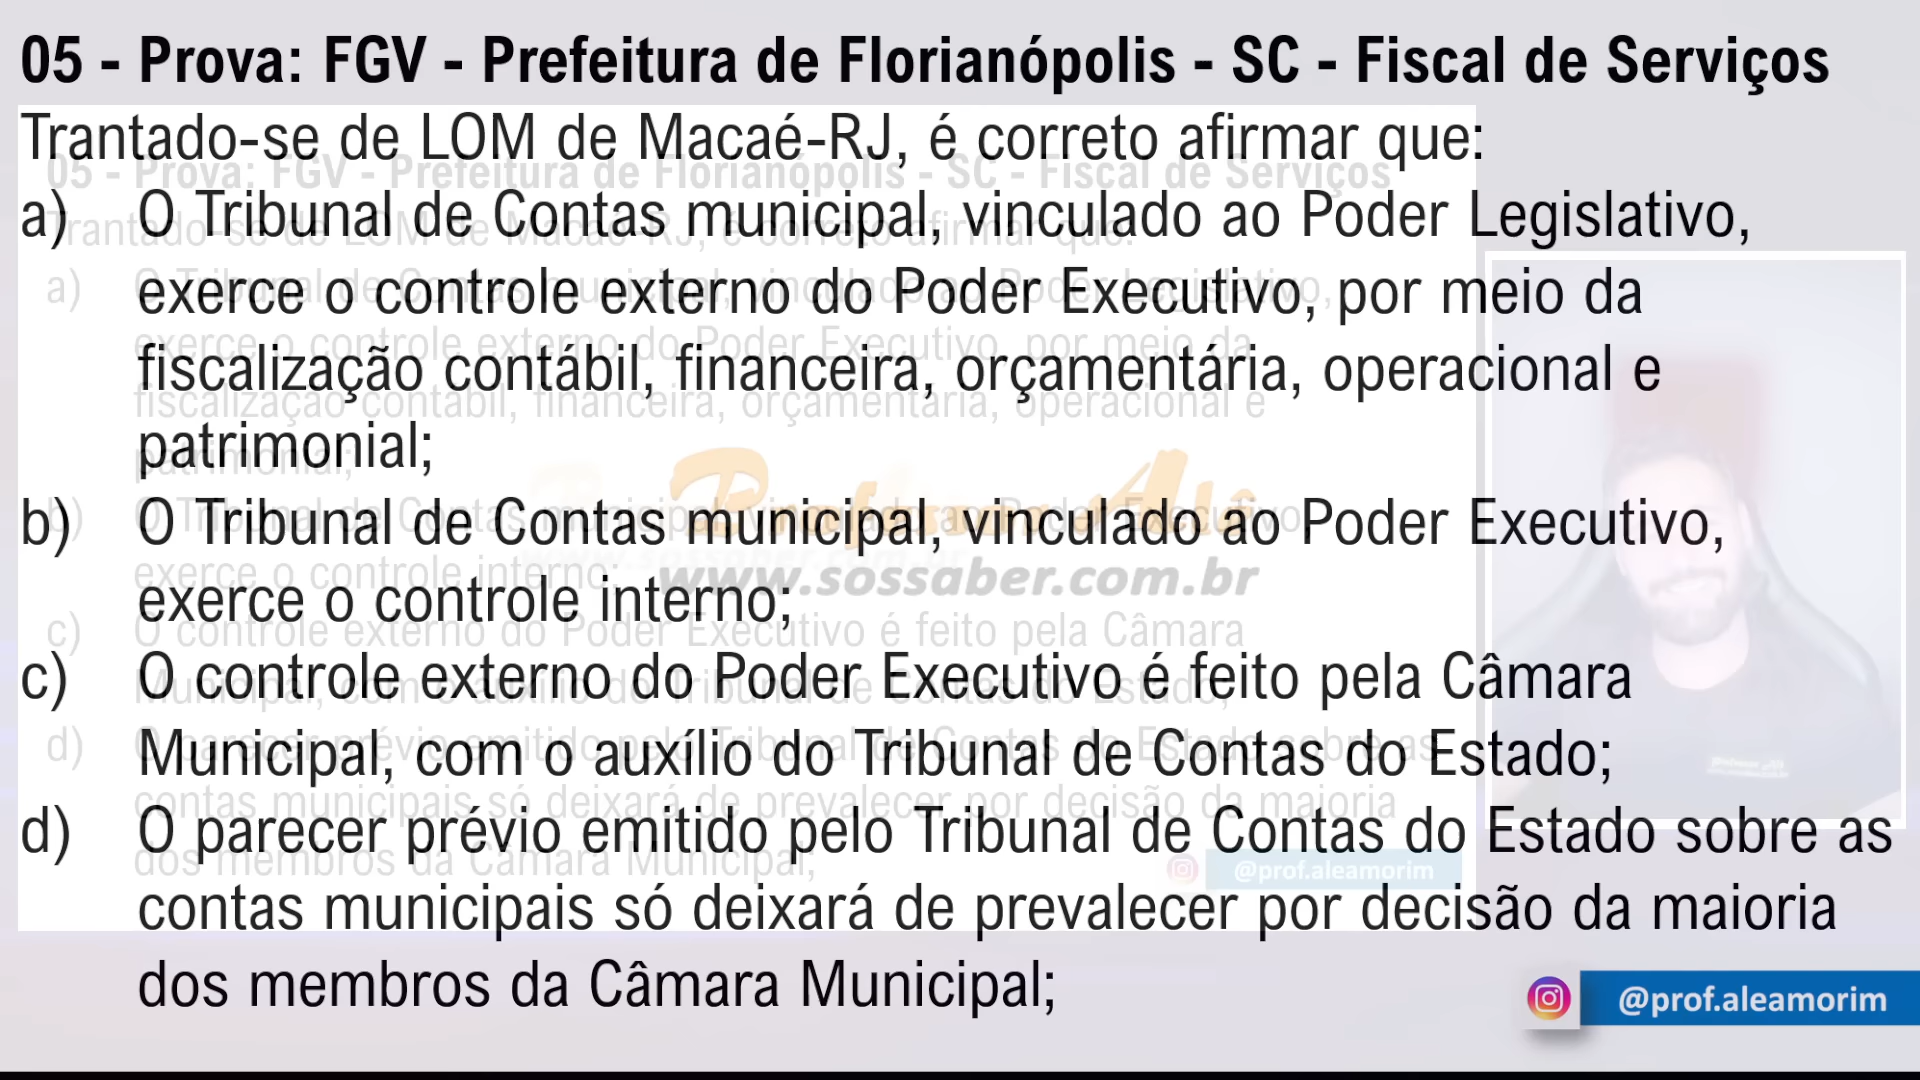 05 - Prova: FGV - Prefeitura de Florianópolis - SC - Fiscal de Serviços
Trantado-se de LOM de Macaé-RJ, é correto afirmar que:
a) O Tribunal de Contas municipal, vinculado ao Poder Legislativo,
exerce o controle externo do Poder Executivo, por meio da
fiscalização contábil, financeira, orçamentária, operacional e
patrimonial;
b) O Tribunal de Contas municipal, vinculado ao Poder Executivo,
exerce o controle interno;
c) O controle externo do Poder Executivo é feito pela Câmara
Municipal, com o auxílio do Tribunal de Contas do Estado;
d) O parecer prévio emitido pelo Tribunal de Contas do Estado sobre as
contas municipais só deixará de prevalecer por decisão da maioria
dos membros da Câmara Municipal;
Professor Alê
www.sossaber.com.br
@prof.aleamorim
@prof.aleamorim